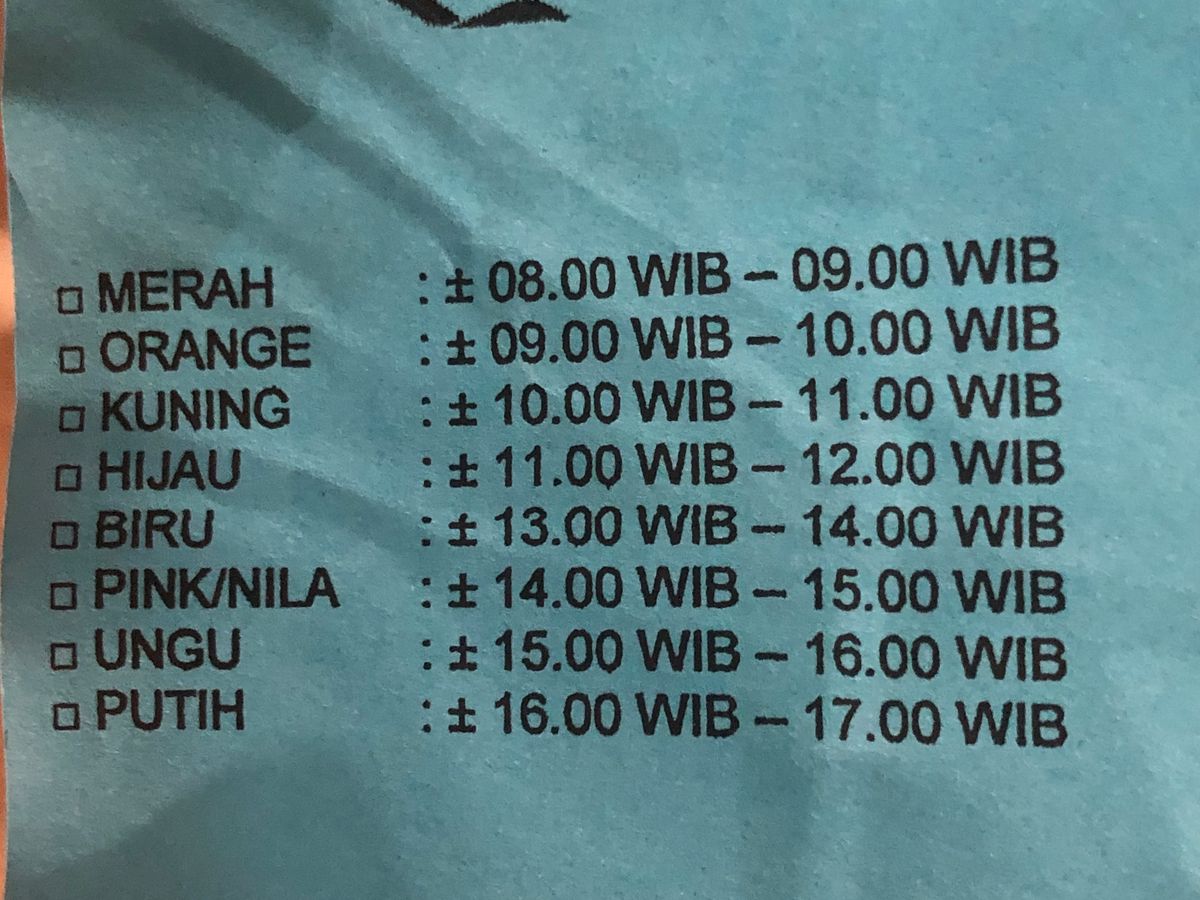 □ MERAH : ± 08.00 WIB – 09.00 WIB
□ ORANGE : ± 09.00 WIB – 10.00 WIB
□ KUNING : ± 10.00 WIB – 11.00 WIB
□ HIJAU : ± 11.00 WIB – 12.00 WIB
□ BIRU : ± 13.00 WIB – 14.00 WIB
□ PINK/NILA : ± 14.00 WIB – 15.00 WIB
□ UNGU : ± 15.00 WIB – 16.00 WIB
□ PUTIH : ± 16.00 WIB – 17.00 WIB